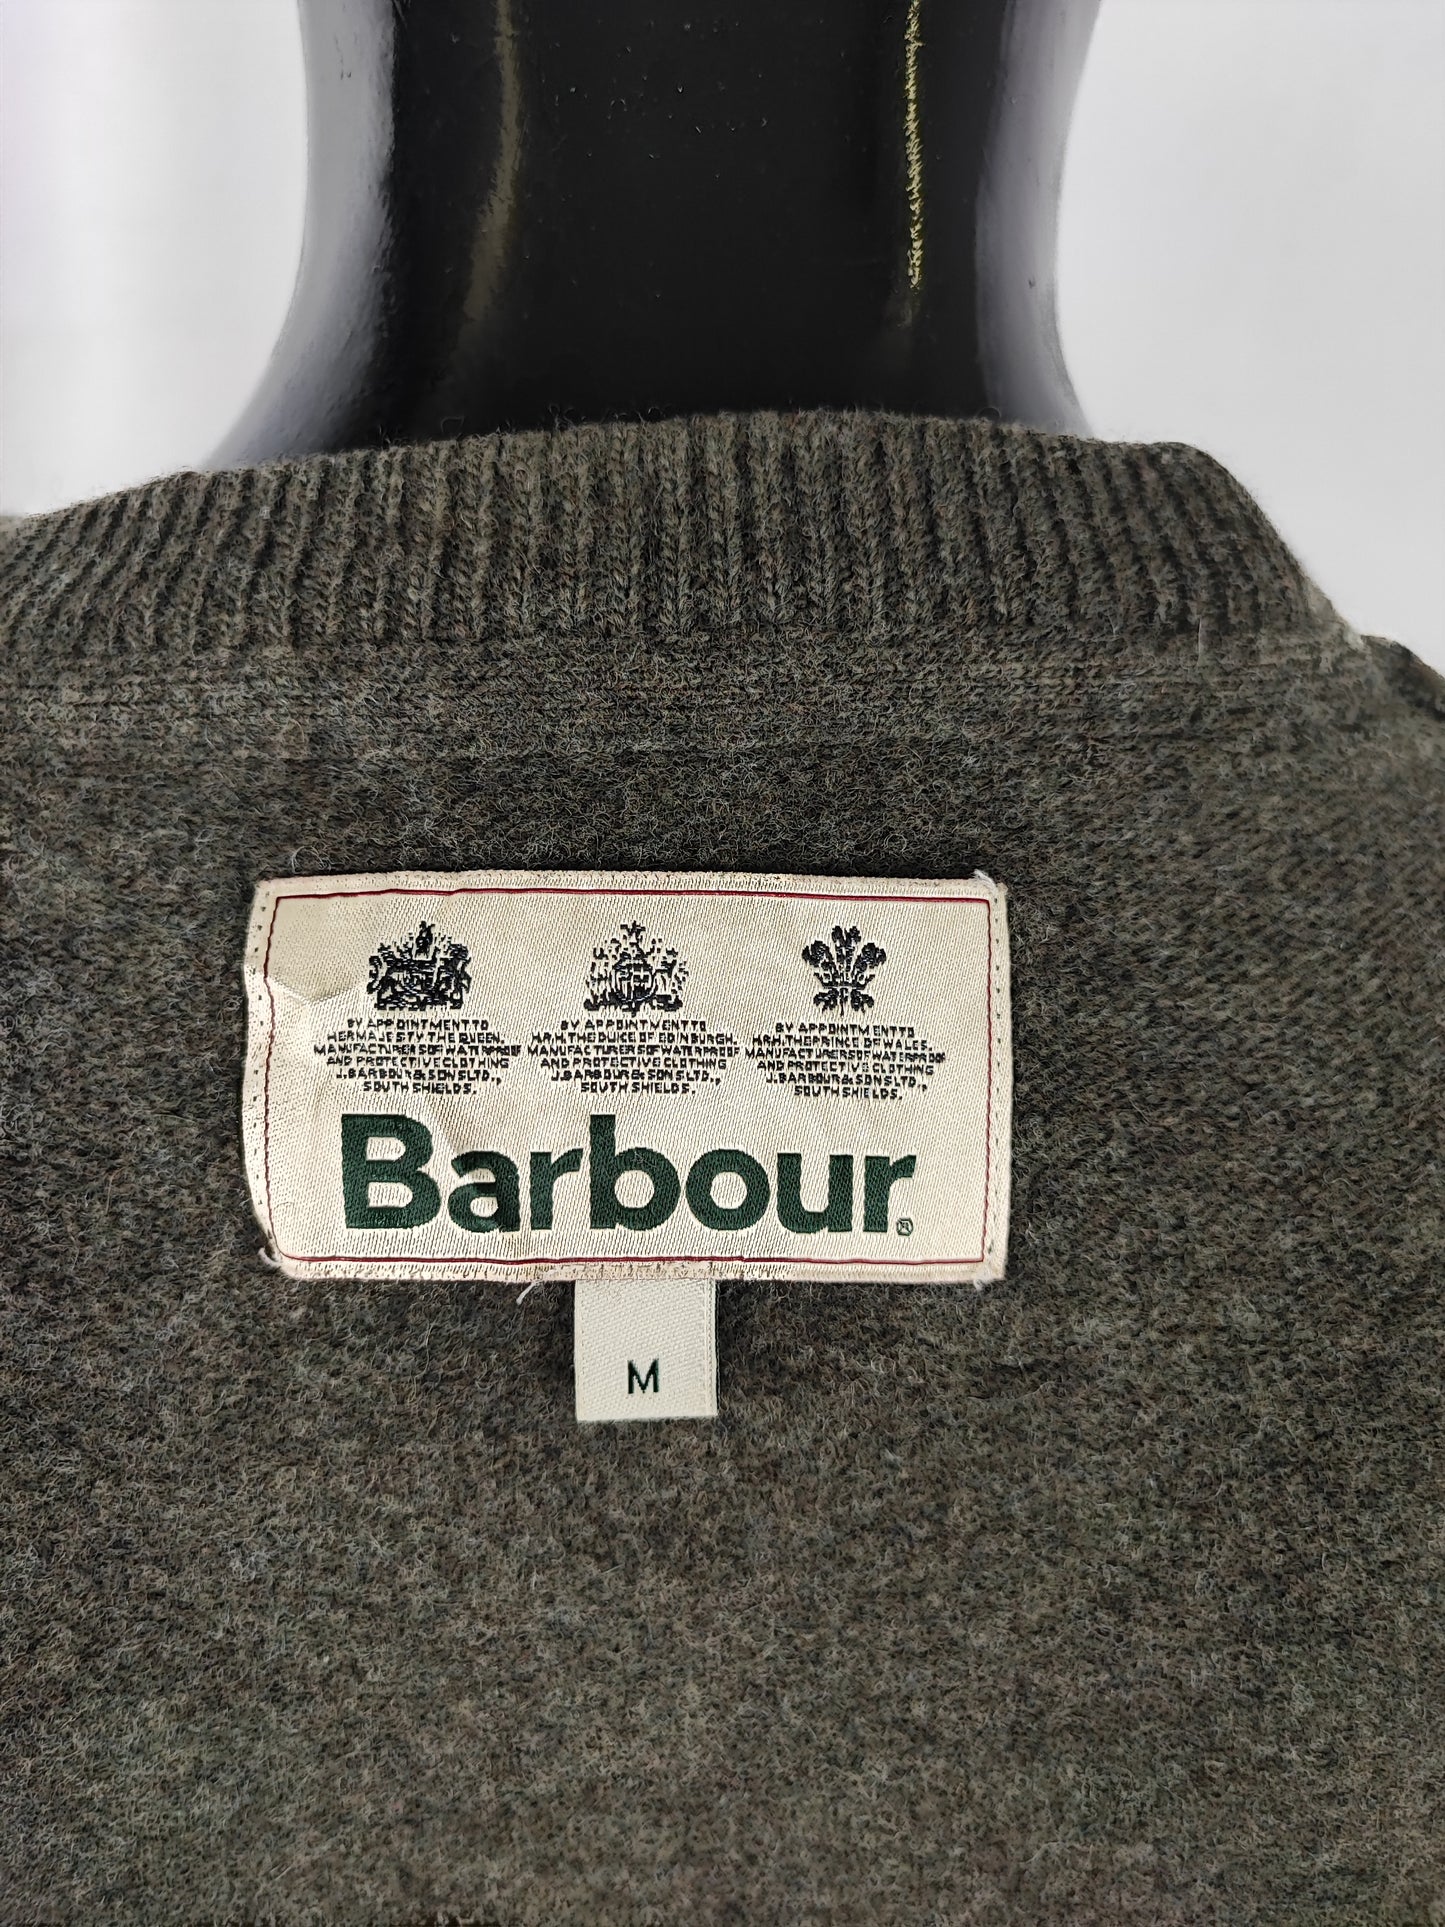 BY APPOINTMENT TO
HER MAJESTY THE QUEEN.
MANUFACTURERS OF WATERPROOF
AND PROTECTIVE CLOTHING
J. BARBOUR & SONS LTD.,
SOUTH SHIELDS.
BY APPOINTMENT TO
H.R.H. THE DUKE OF EDINBURGH.
MANUFACTURERS OF WATERPROOF
AND PROTECTIVE CLOTHING
J. BARBOUR & SONS LTD.,
SOUTH SHIELDS.
BY APPOINTMENT TO
H.R.H. THE PRINCE OF WALES.
MANUFACTURERS OF WATERPROOF
AND PROTECTIVE CLOTHING
J. BARBOUR & SONS LTD.,
SOUTH SHIELDS.
Barbour®
M